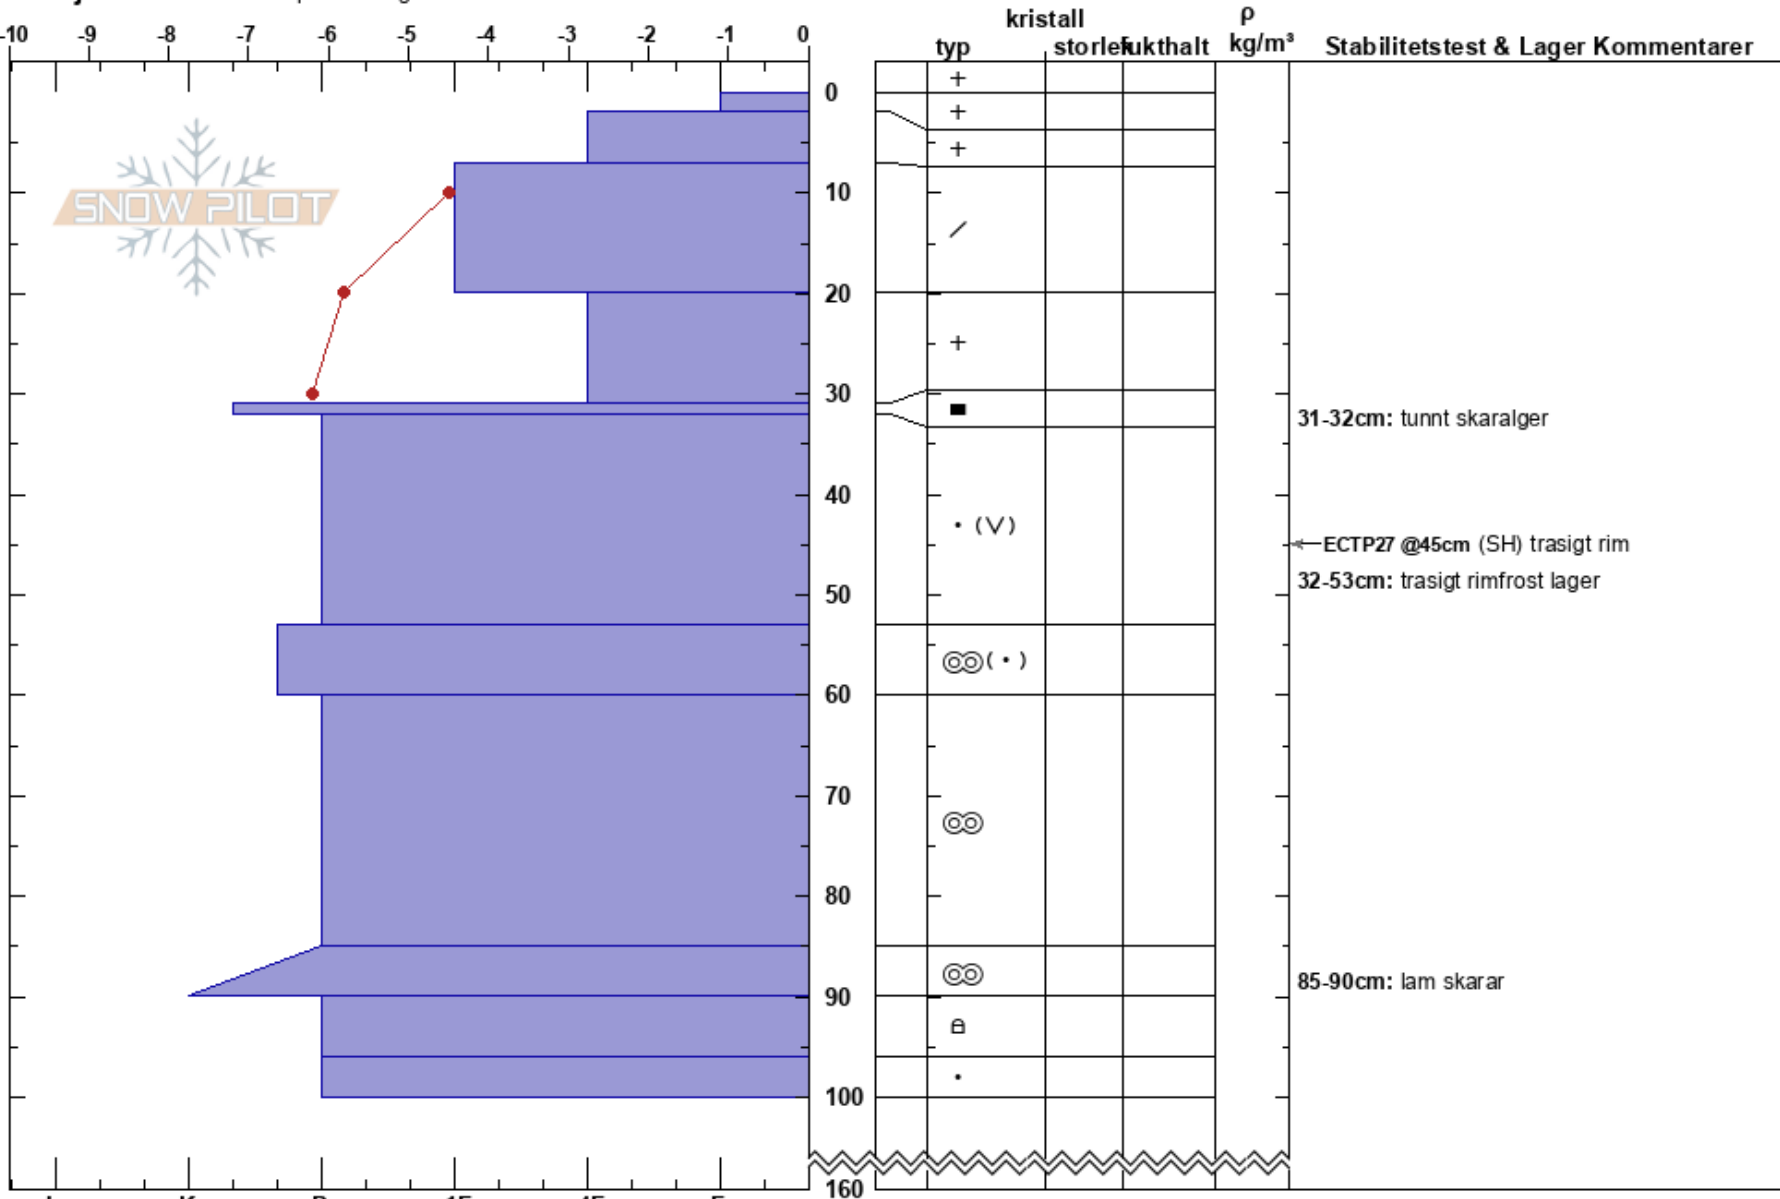 -10 -9 -8 -7 -6 -5 -4 -3 -2 -1 0
kristall
ρ
typ storlek fukthalt kg/m³ Stabilitetstest & Lager Kommentarer
0
SNOW PILOT
10
20
30
31-32cm: tunnt skaralger
40
(V)
ECTP27 @45cm (SH) trasigt rim
32-53cm: trasigt rimfrost lager
50
60
70
80
85-90cm: lam skarar
90
100
160